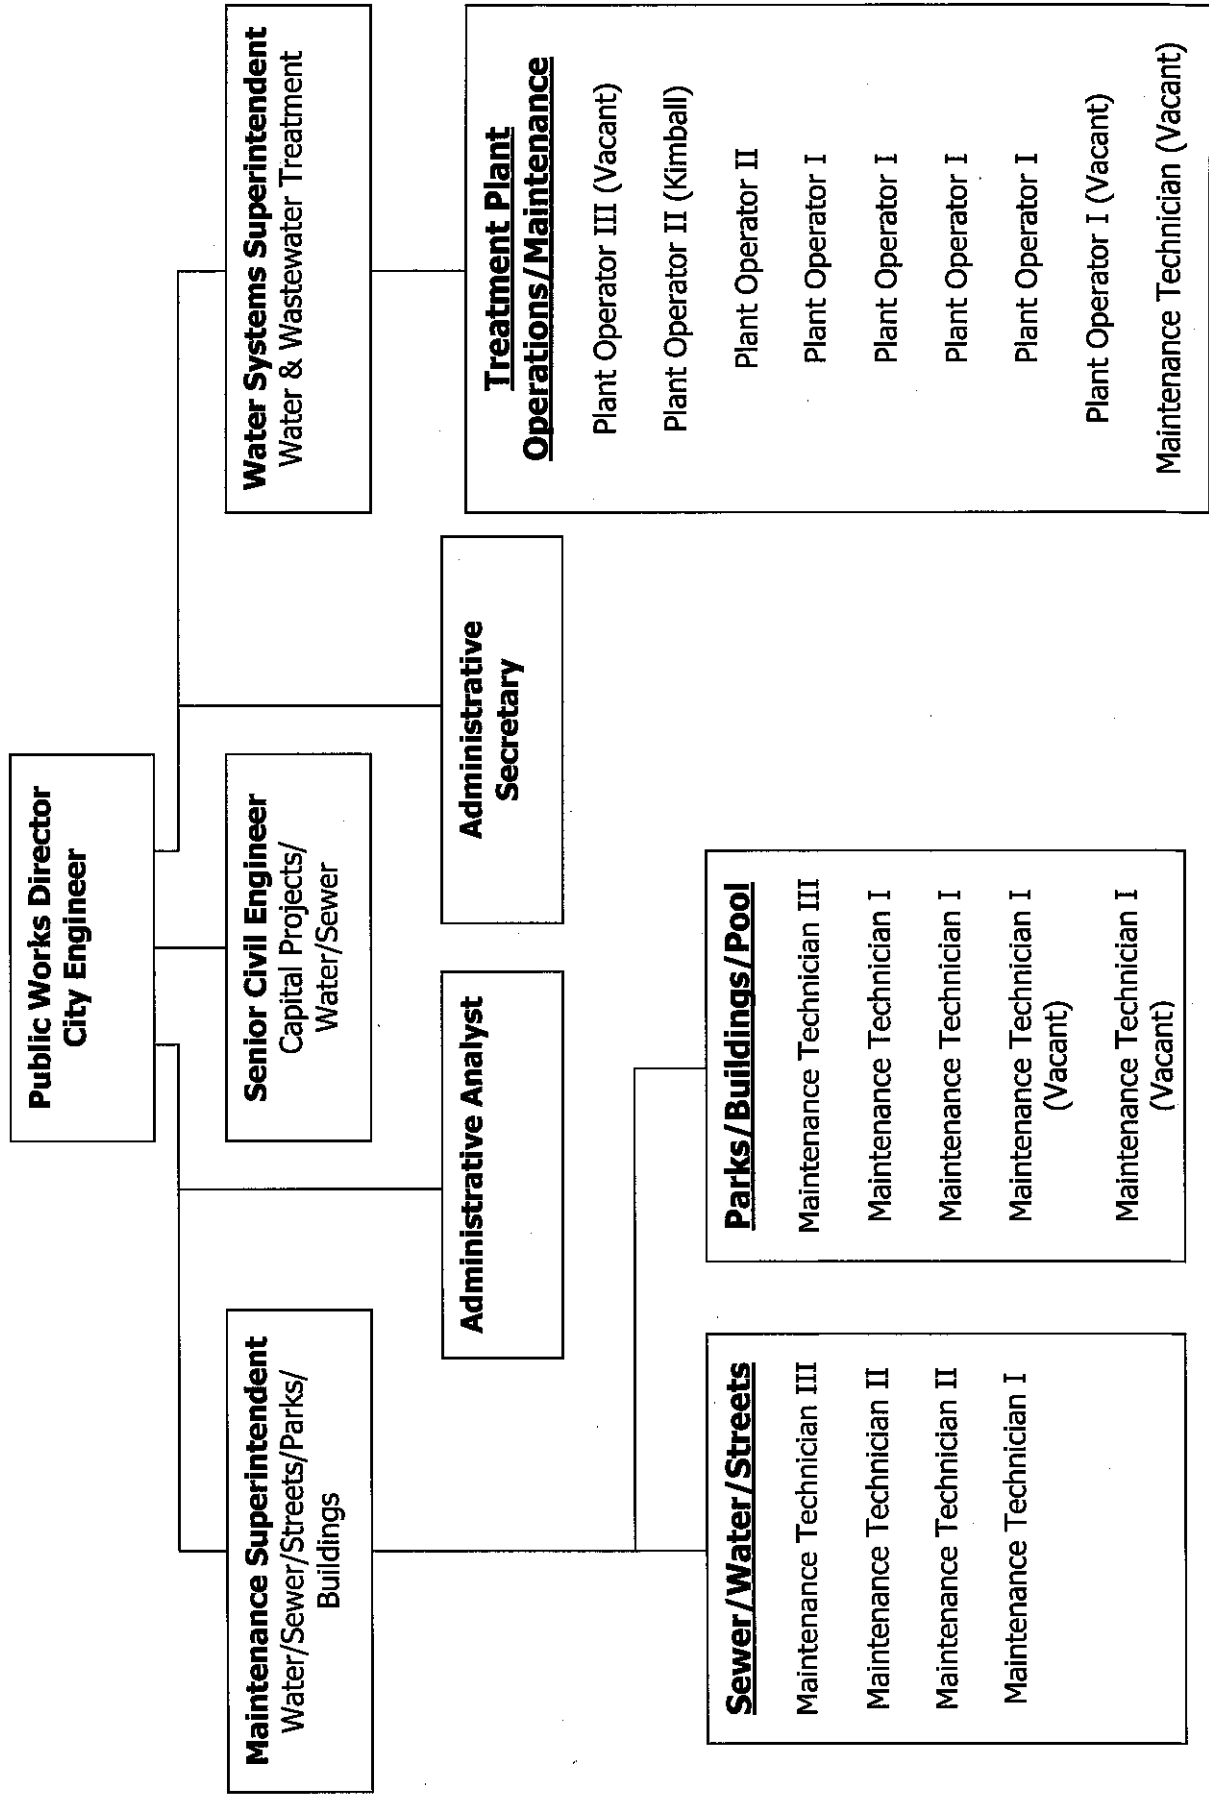 Public Works Director
City Engineer
Maintenance Superintendent
Water/Sewer/Streets/Parks/
Buildings
Senior Civil Engineer
Capital Projects/
Water/Sewer
Water Systems Superintendent
Water & Wastewater Treatment
Administrative Analyst
Administrative
Secretary
Sewer/Water/Streets
Maintenance Technician III
Maintenance Technician II
Maintenance Technician II
Maintenance Technician I
Parks/Buildings/Pool
Maintenance Technician III
Maintenance Technician I
Maintenance Technician I
Maintenance Technician I
(Vacant)
Maintenance Technician I
(Vacant)
Treatment Plant
Operations/Maintenance
Plant Operator III (Vacant)
Plant Operator II (Kimball)
Plant Operator II
Plant Operator I
Plant Operator I
Plant Operator I
Plant Operator I
Plant Operator I (Vacant)
Maintenance Technician (Vacant)